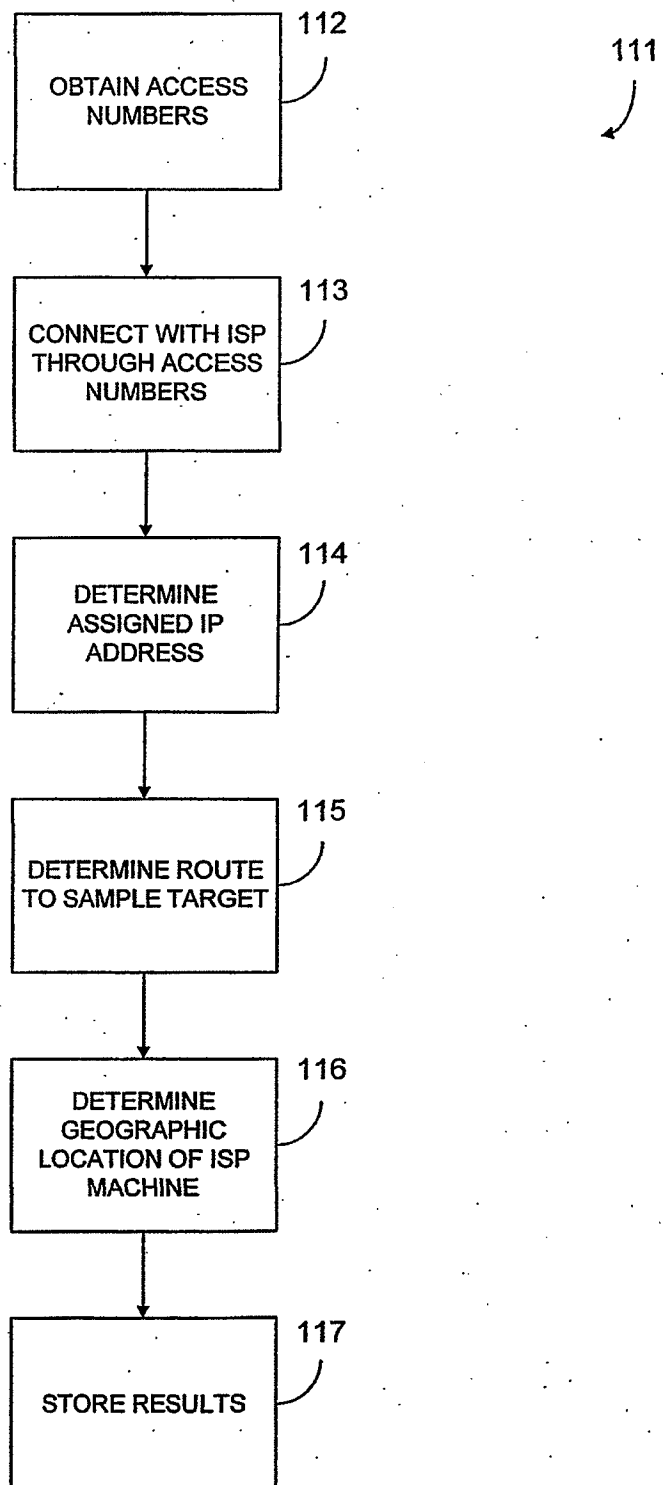 112
111
OBTAIN ACCESS
NUMBERS
113
CONNECT WITH ISP
THROUGH ACCESS
NUMBERS
114
DETERMINE
ASSIGNED IP
ADDRESS
115
DETERMINE ROUTE
TO SAMPLE TARGET
116
DETERMINE
GEOGRAPHIC
LOCATION OF ISP
MACHINE
117
STORE RESULTS